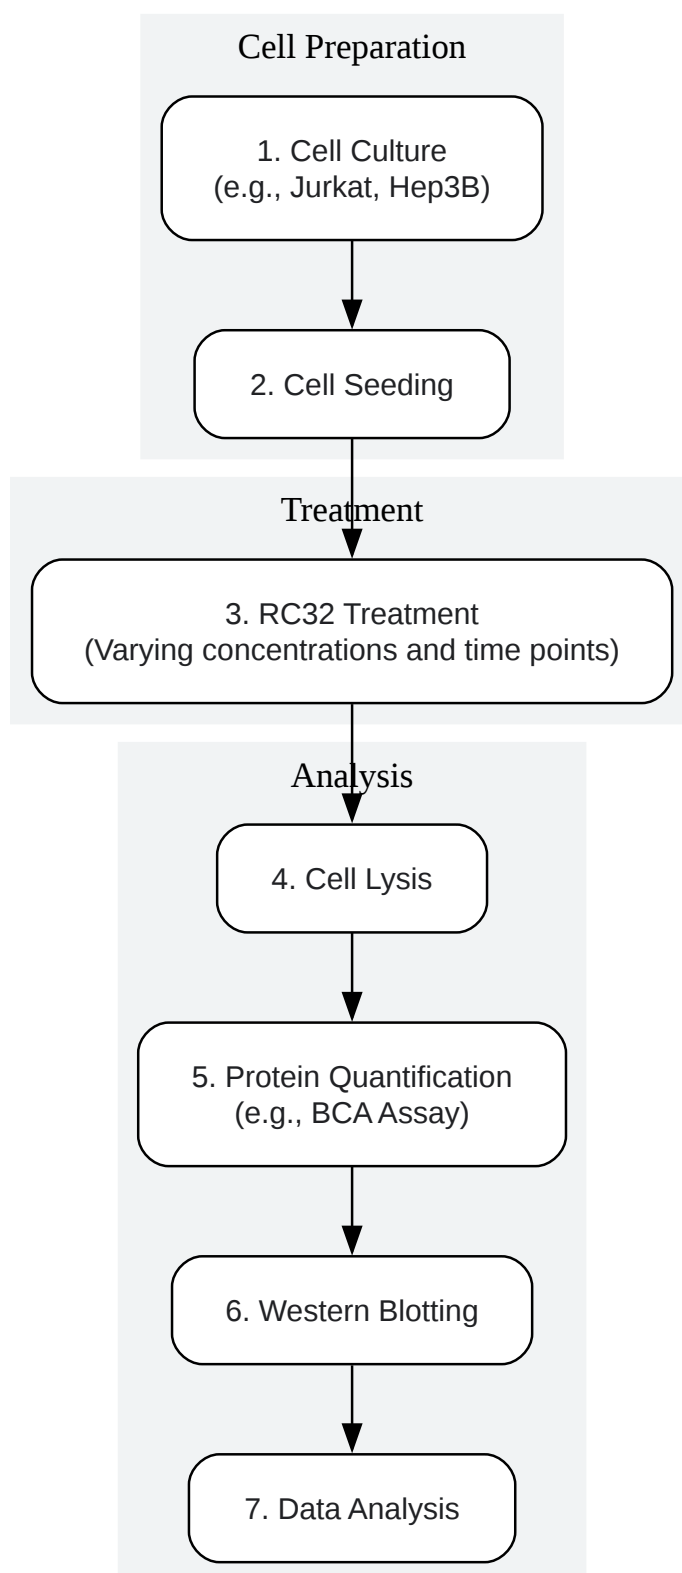 Cell Preparation
1. Cell Culture
(e.g., Jurkat, Hep3B)
2. Cell Seeding
Treatment
3. RC32 Treatment
(Varying concentrations and time points)
Analysis
4. Cell Lysis
5. Protein Quantification
(e.g., BCA Assay)
6. Western Blotting
7. Data Analysis